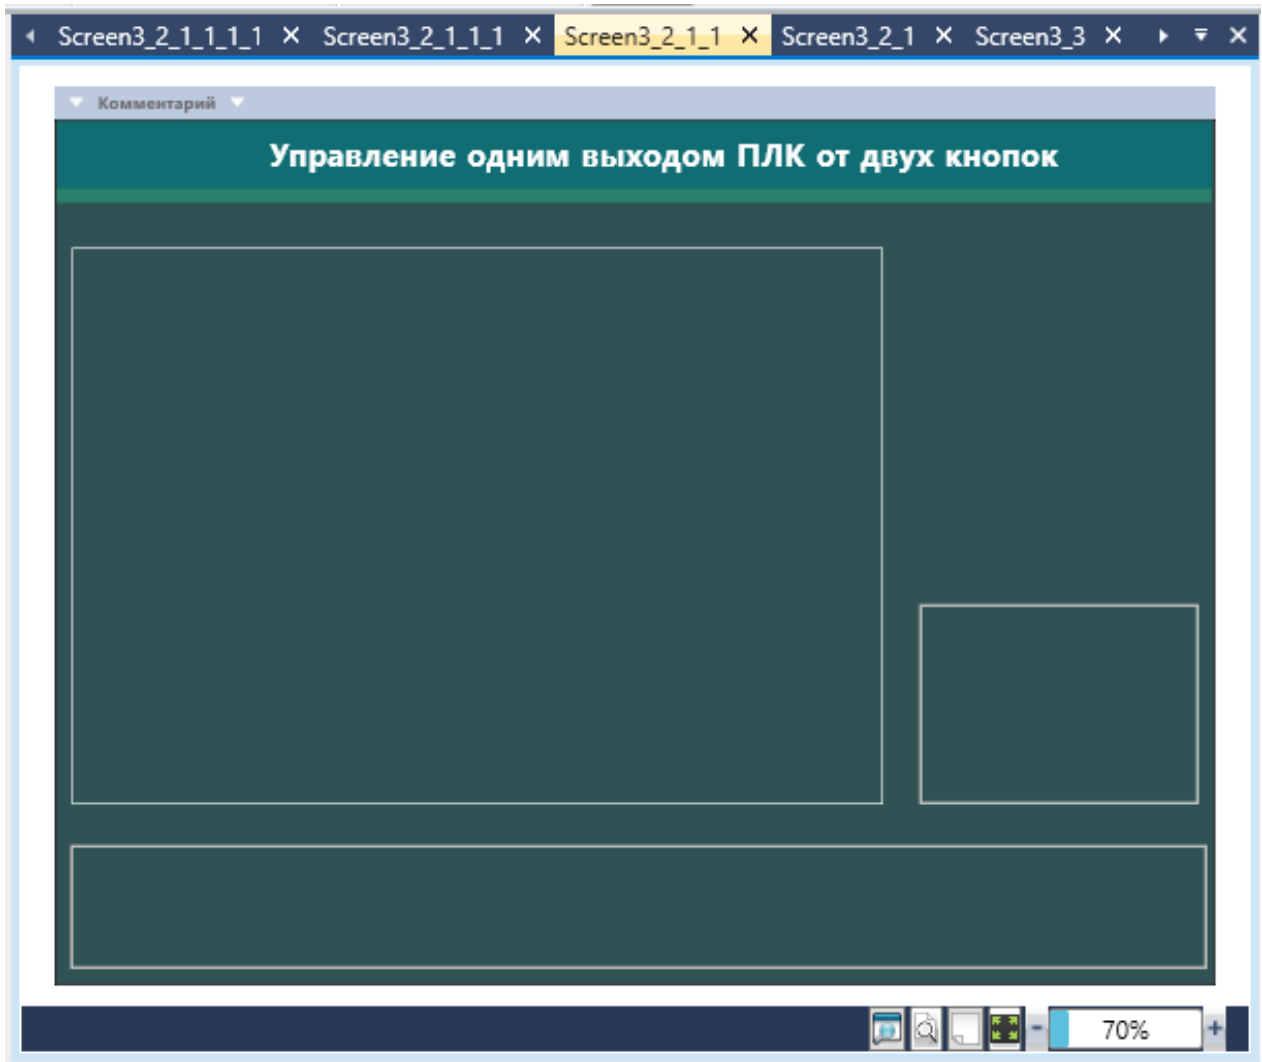 Screen3_2_1_1_1_1 Screen3_2_1_1_1 Screen3_2_1_1 Screen3_2_1 Screen3_3
Комментарий
Управление одним выходом ПЛК от двух кнопок
70%